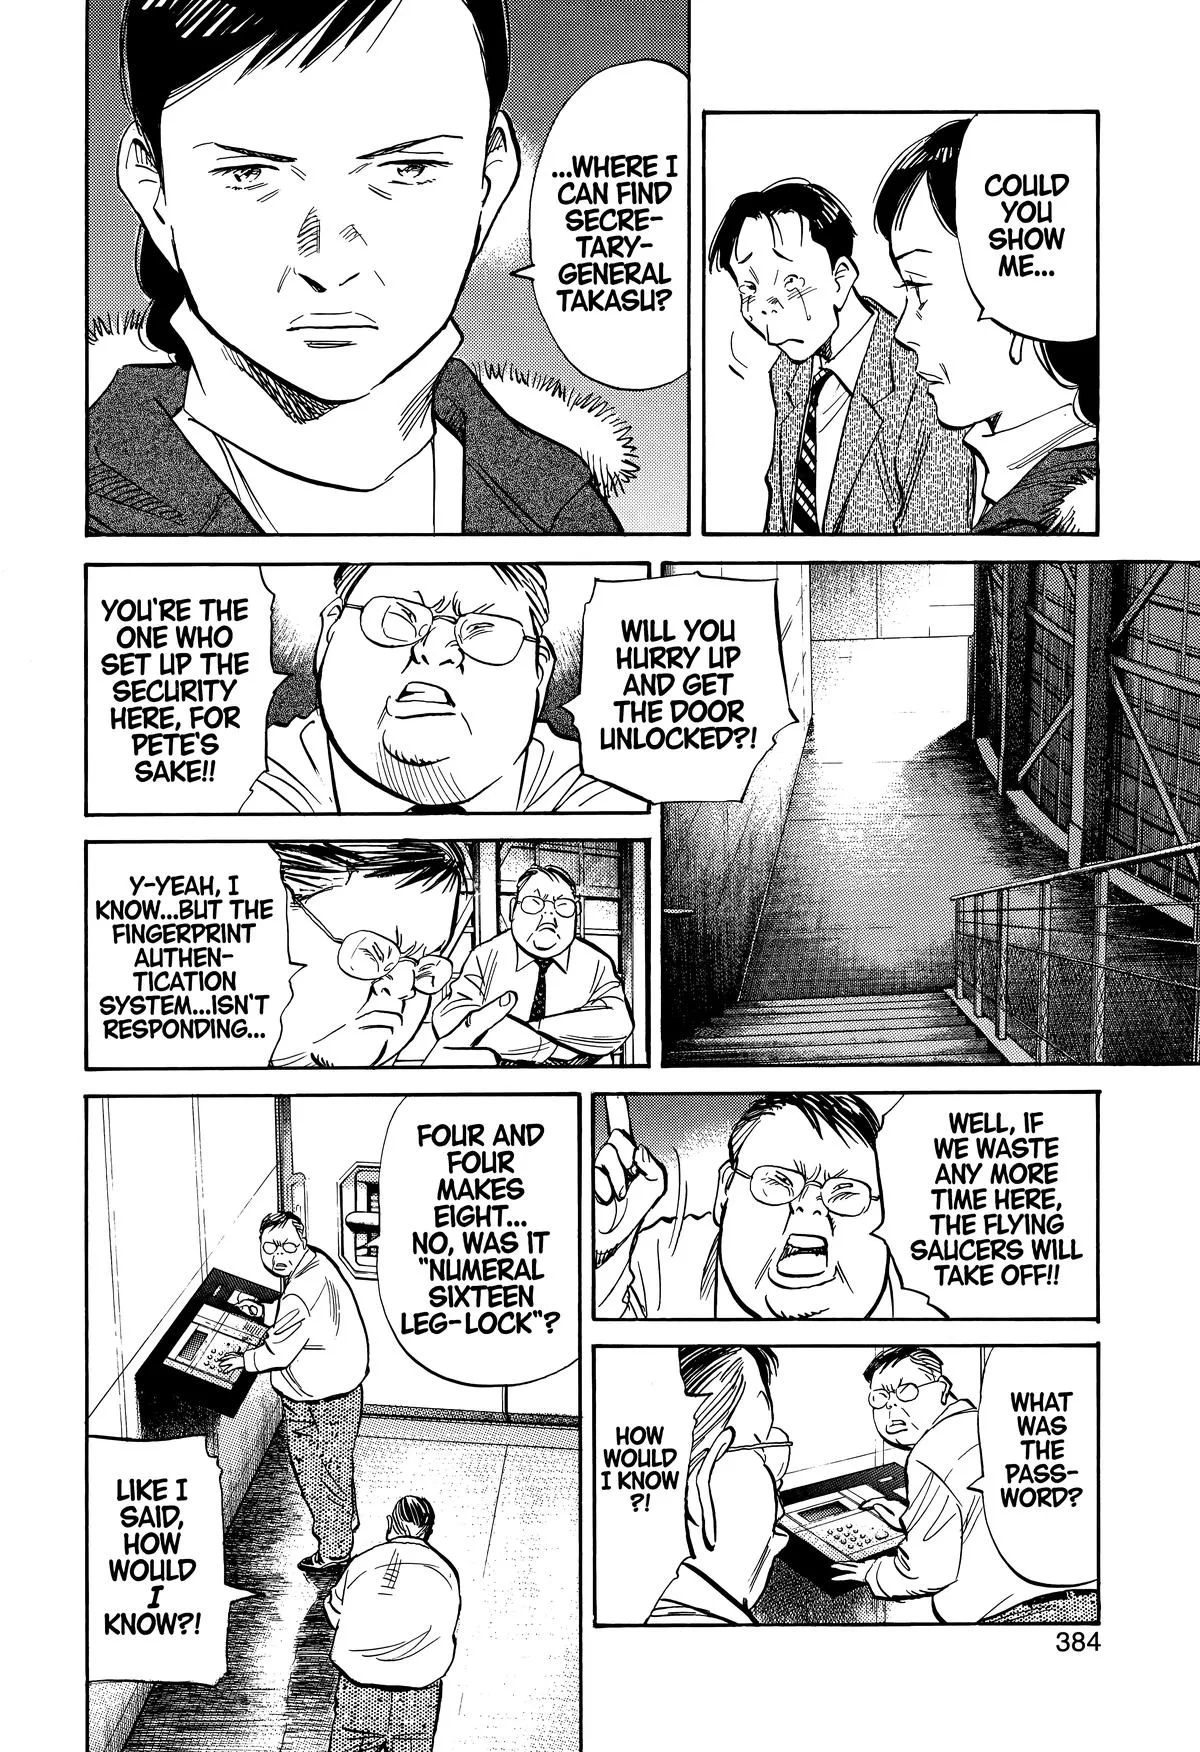 COULD
YOU
SHOW
ME...
...WHERE I
CAN FIND
SECRE-
TARY-
GENERAL
TAKASU?
WILL YOU
HURRY UP
AND GET
THE DOOR
UNLOCKED?!
YOU'RE THE
ONE WHO
SET UP THE
SECURITY
HERE, FOR
PETE'S
SAKE!!
Y-YEAH, I
KNOW...BUT THE
FINGERPRINT
AUTHEN-
TICATION
SYSTEM...ISN'T
RESPONDING...
WELL, IF
WE WASTE
ANY MORE
TIME HERE,
THE FLYING
SAUCERS WILL
TAKE OFF!!
WHAT
WAS
THE
PASS-
WORD?
HOW
WOULD
I KNOW
?!
FOUR AND
FOUR
MAKES
EIGHT...
NO, WAS IT
"NUMERAL
SIXTEEN
LEG-LOCK"?
LIKE I
SAID,
HOW
WOULD
I
KNOW?!
384